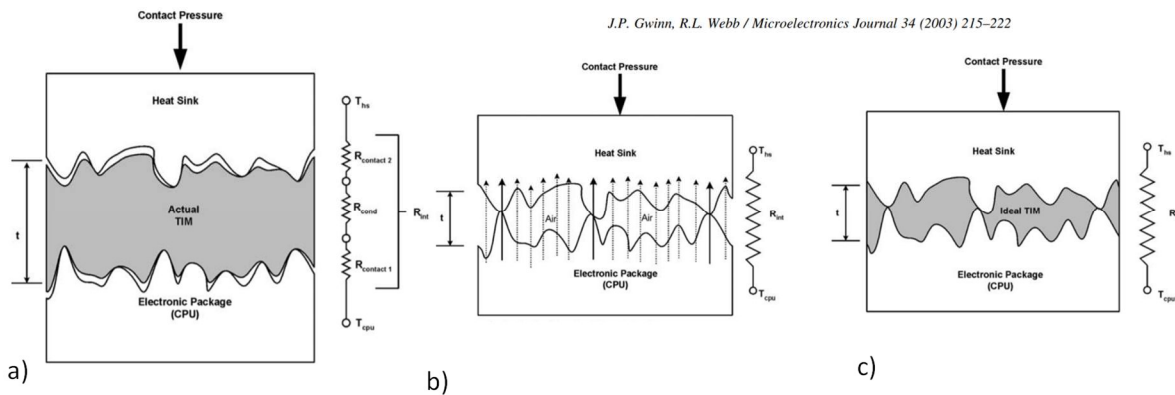 J.P. Gwinn, R.L. Webb / Microelectronics Journal 34 (2003) 215–222
Contact Pressure
Heat Sink
t
Actual
TIM
Electronic Package
(CPU)
T hs
R contact 2
R cond
R contact 1
T cpu
R int
a)
Contact Pressure
Heat Sink
t
Air
Air
Electronic Package
(CPU)
T hs
R int
T cpu
b)
Contact Pressure
Heat Sink
t
Ideal TIM
Electronic Package
(CPU)
T hs
R
T cpu
c)